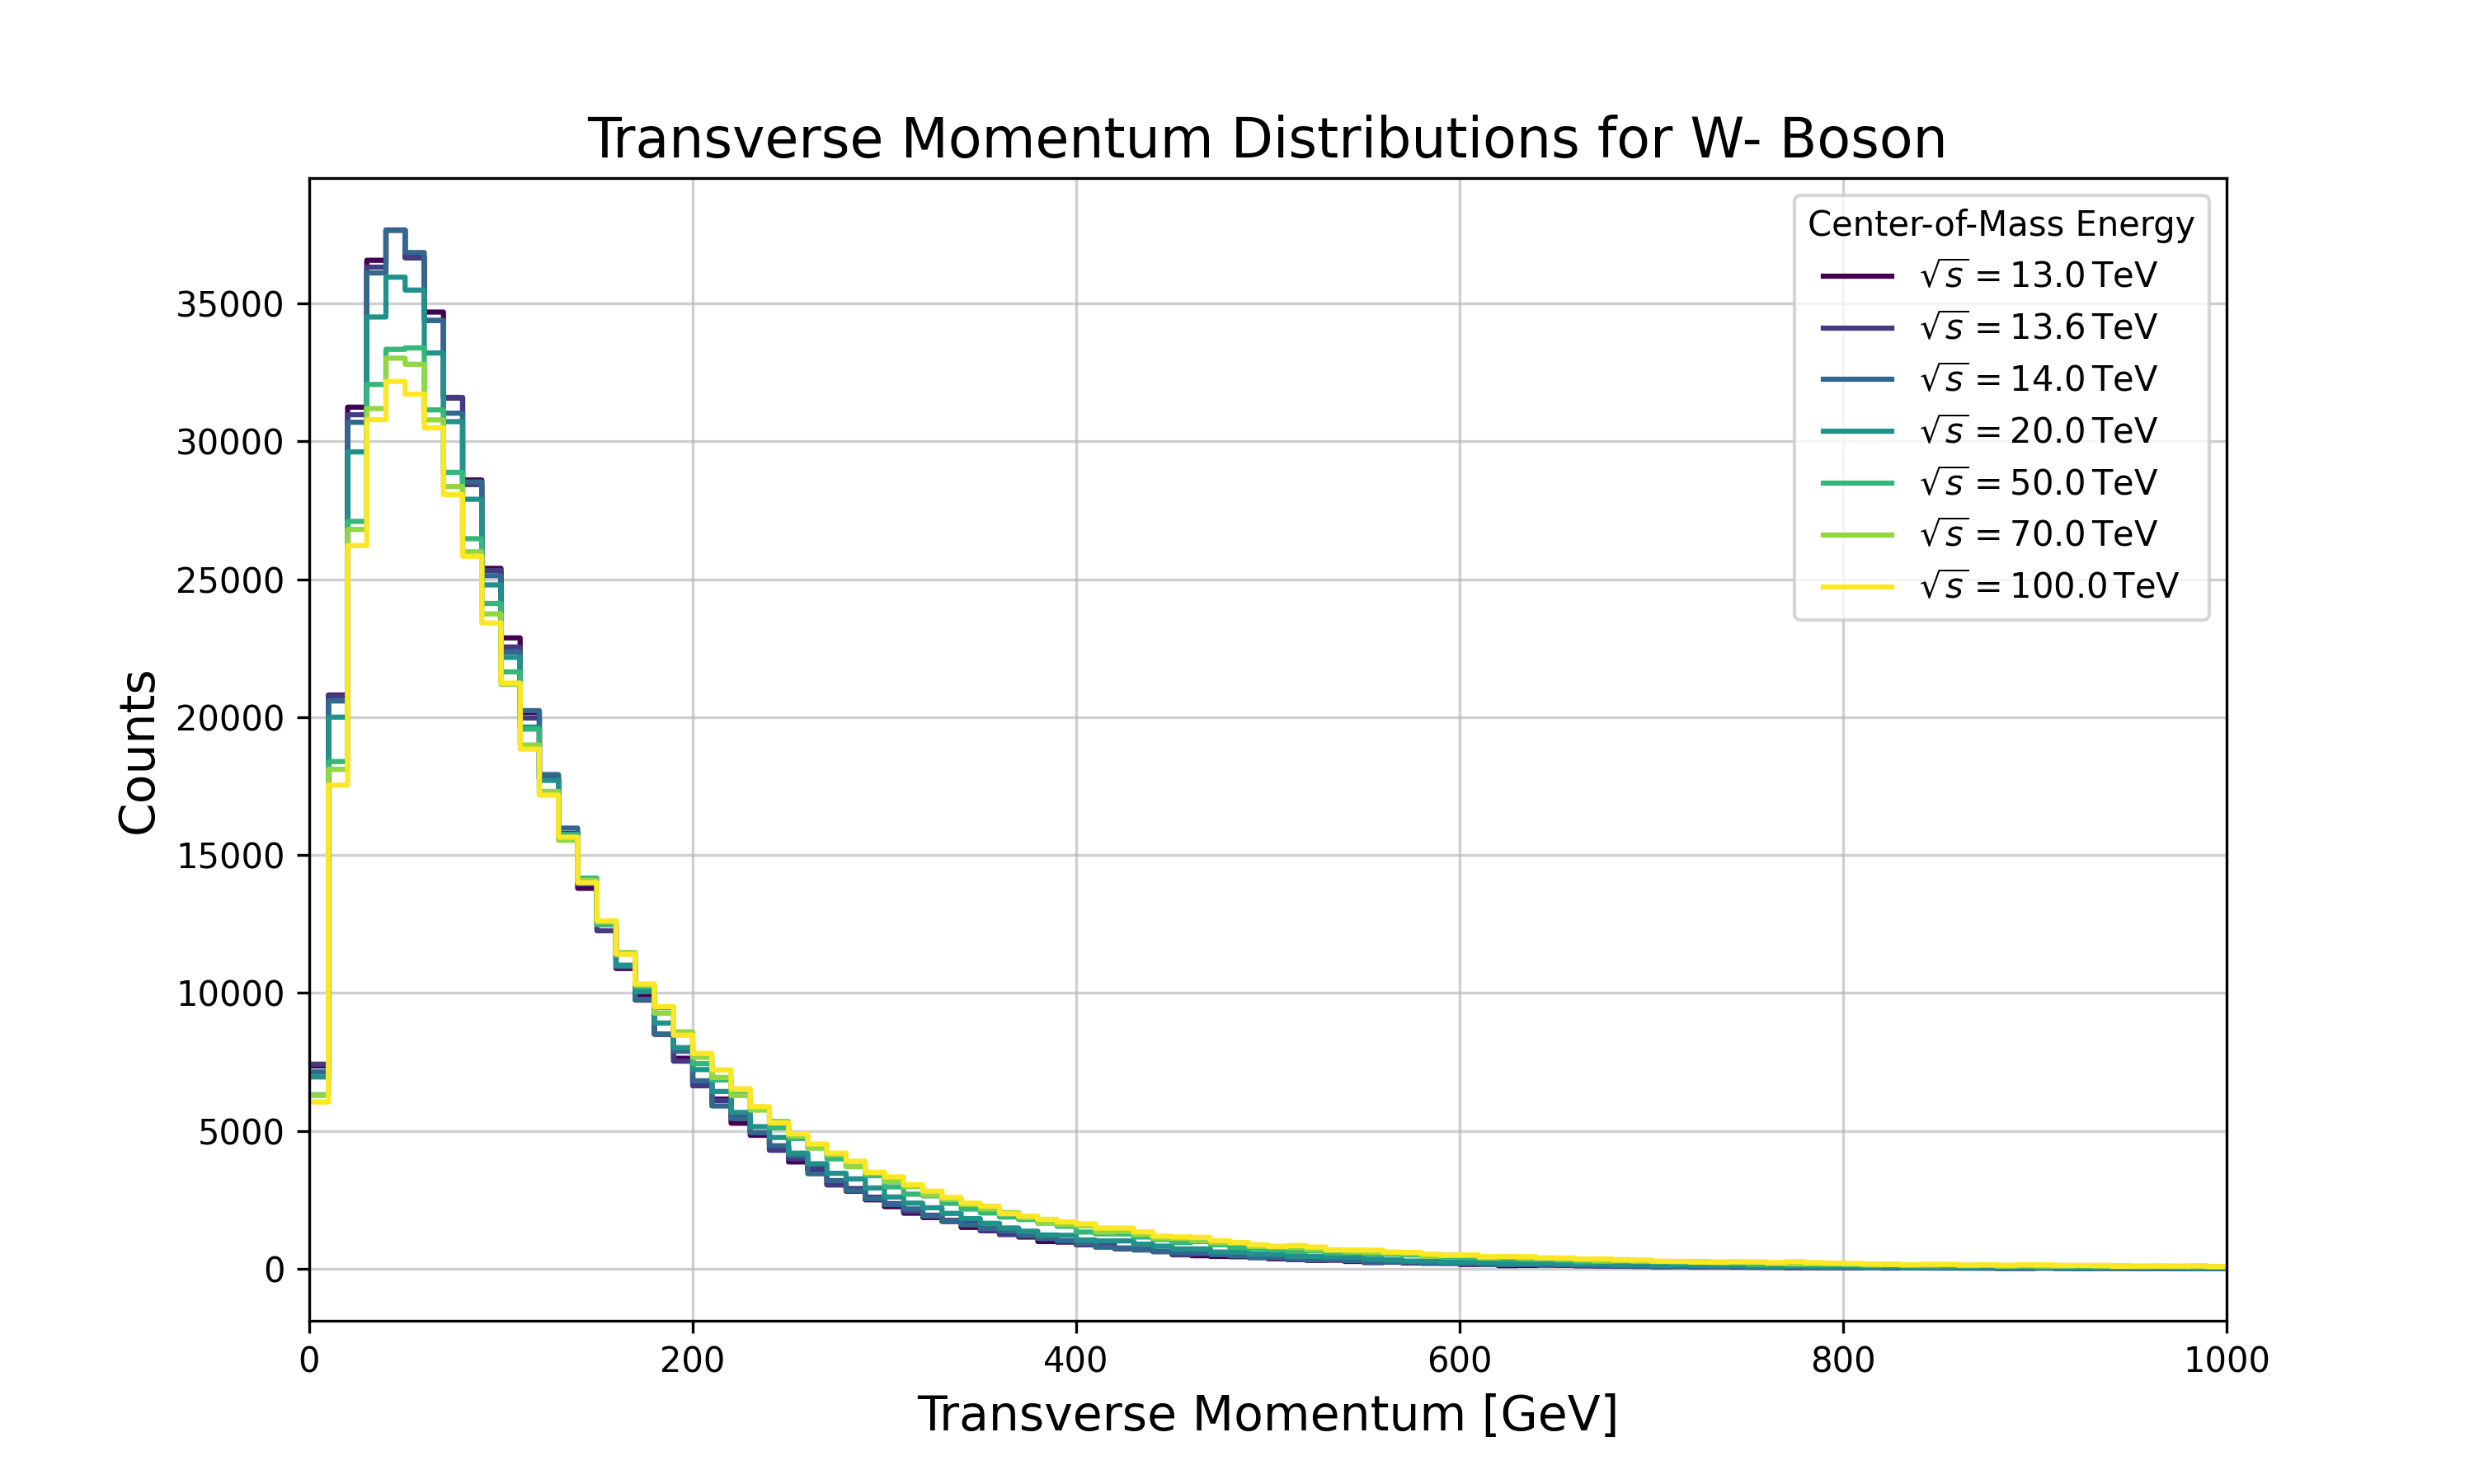 Transverse Momentum Distributions for W- Boson
Center-of-Mass Energy
√s = 13.0 TeV
√s = 13.6 TeV
√s = 14.0 TeV
√s = 20.0 TeV
√s = 50.0 TeV
√s = 70.0 TeV
√s = 100.0 TeV
Counts
35000
30000
25000
20000
15000
10000
5000
0
0 200 400 600 800 1000
Transverse Momentum [GeV]